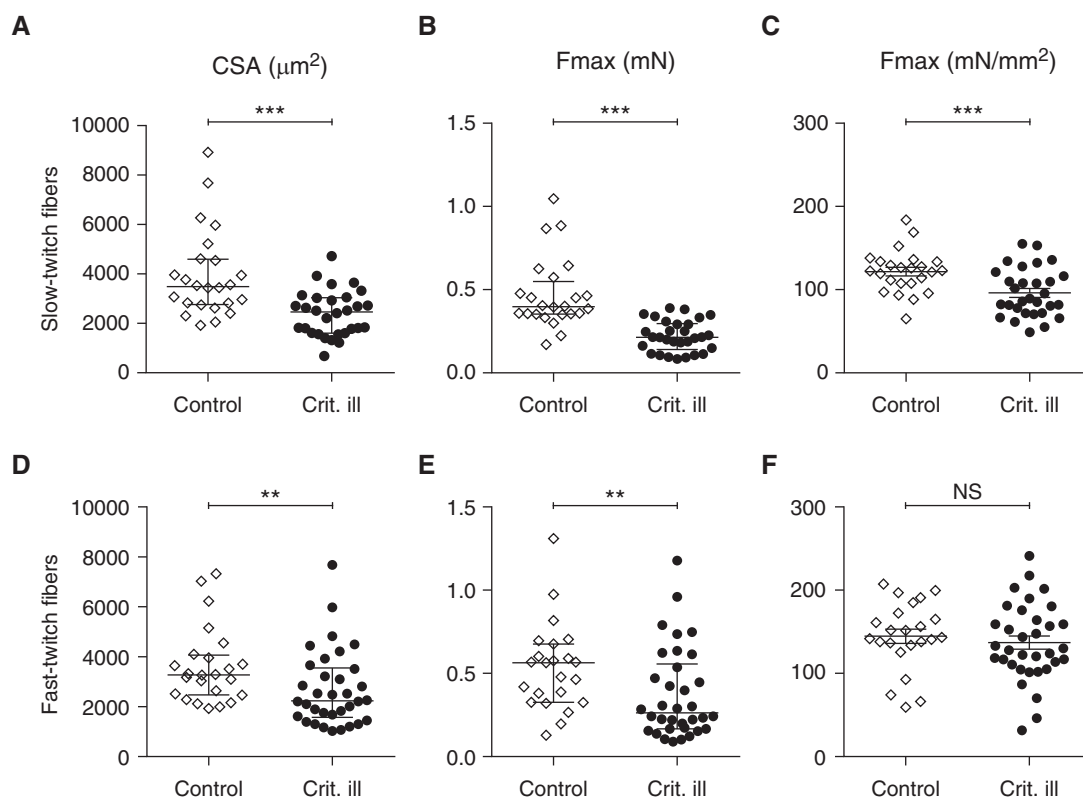 A
B
C
CSA (μm²)
Fmax (mN)
Fmax (mN/mm²)
***
***
***
Slow-twitch fibers
10000
8000
6000
4000
2000
0
Control
Crit. ill
1.5
1.0
0.5
0.0
Control
Crit. ill
300
200
100
0
Control
Crit. ill
D
E
F
**
**
NS
Fast-twitch fibers
10000
8000
6000
4000
2000
0
Control
Crit. ill
1.5
1.0
0.5
0.0
Control
Crit. ill
300
200
100
0
Control
Crit. ill